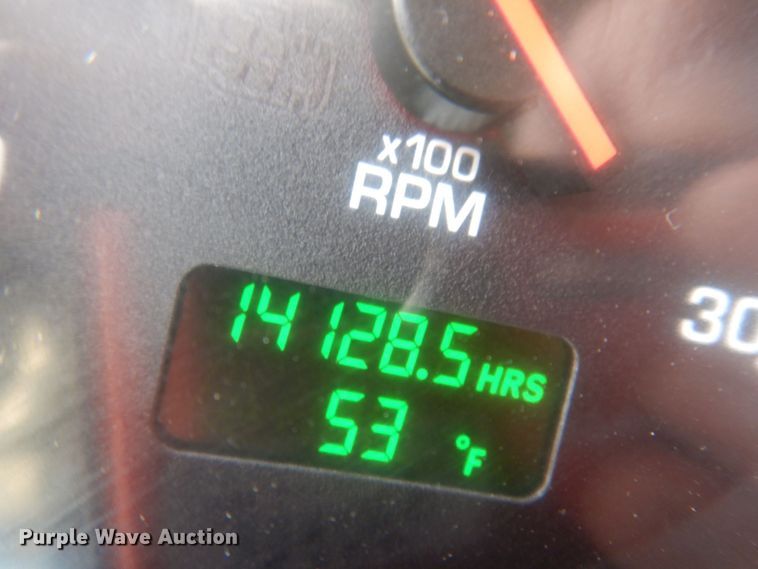 x100
RPM
30
14128.5 HRS
53 °F
Purple Wave Auction